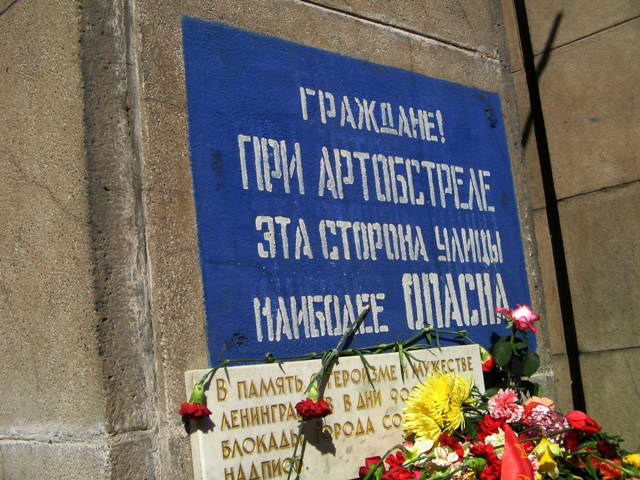 ГРАЖДАНЕ!
ПРИ АРТОБСТРЕЛЕ
ЭТА СТОРОНА УЛИЦЫ
НАИБОЛЕЕ ОПАСНА
В ПАМЯТЬ О ГЕРОИЗМЕ И МУЖЕСТВЕ
ЛЕНИНГРАДЦЕВ В ДНИ 900
БЛОКАДЫ ГОРОДА
НАДПИСЬ